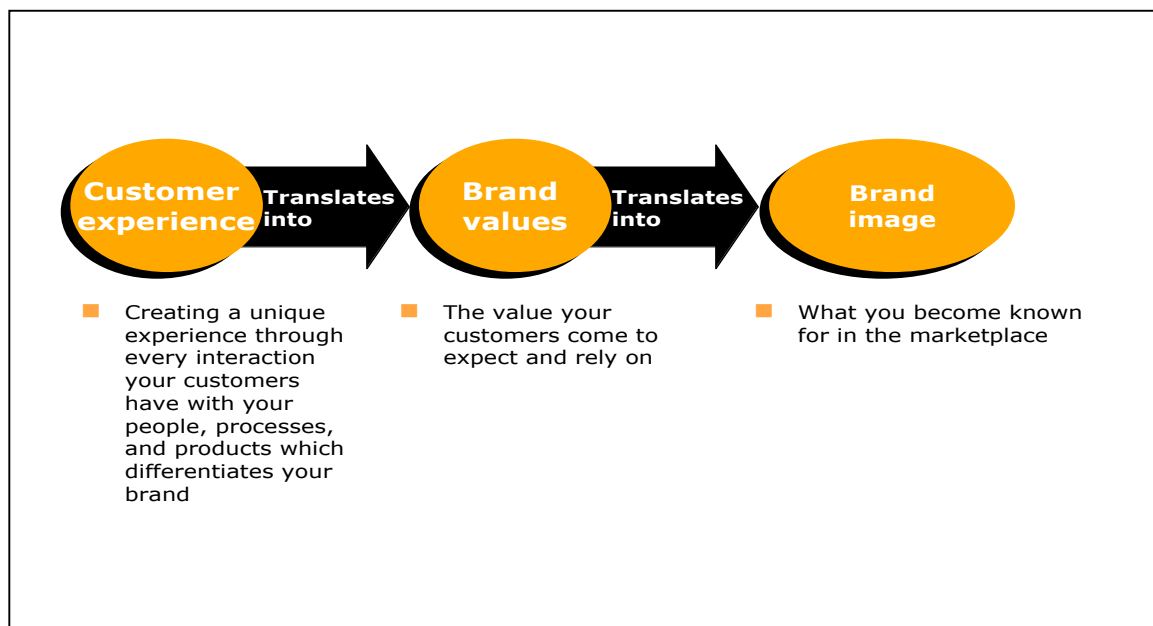 Customer
experience
Translates
into
Brand
values
Translates
into
Brand
image
Creating a unique
experience through
every interaction
your customers
have with your
people, processes,
and products which
differentiates your
brand
The value your
customers come to
expect and rely on
What you become known
for in the marketplace